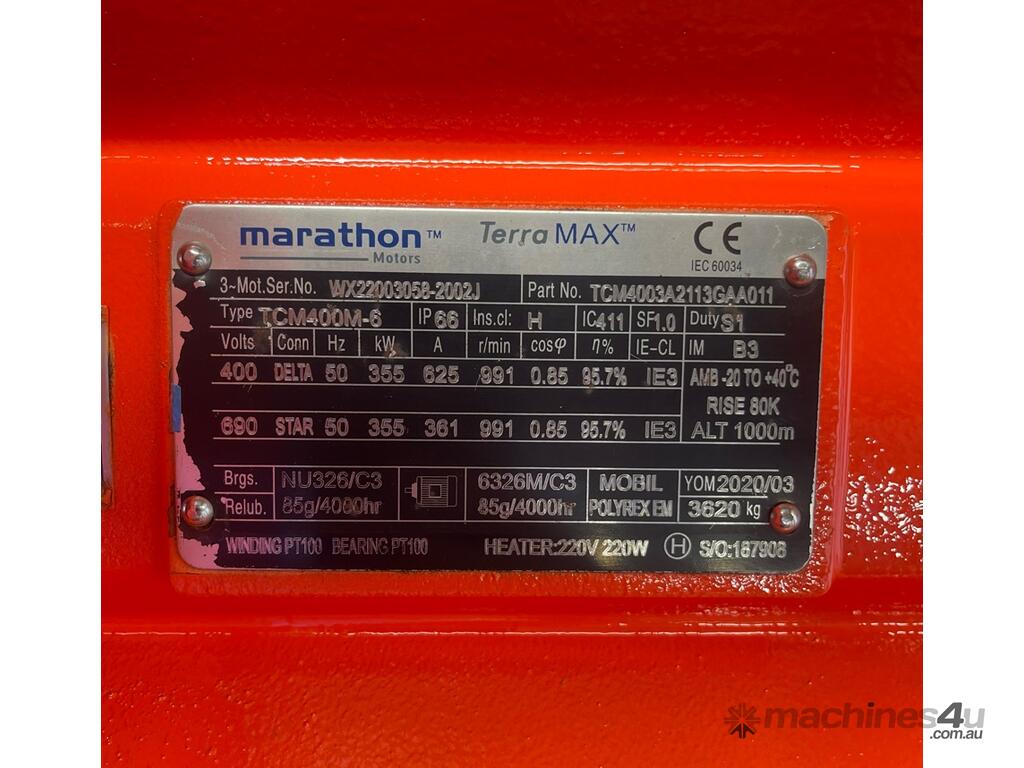 marathon™ Terra MAX™ CE
Motors IEC 60034
3~Mot.Ser.No. WX22003058-2002J Part No. TCM4003A2113GAA011
Type TCM400M-6 IP 66 Ins.cl: H IC411 SF1.0 Duty S1
Volts Conn Hz kW A r/min cosφ η% IE-CL IM B3
400 DELTA 50 355 625 991 0.85 95.7% IE3 AMB -20 TO +40°C
RISE 80K
690 STAR 50 355 361 991 0.85 95.7% IE3 ALT 1000m
Brgs. NU326/C3 6326M/C3 MOBIL YOM 2020/03
Relub. 85g/4000hr 85g/4000hr POLYREX EM 3620 kg
WINDING PT100 BEARING PT100 HEATER:220V 220W H S/O:167906
machines4u
.com.au